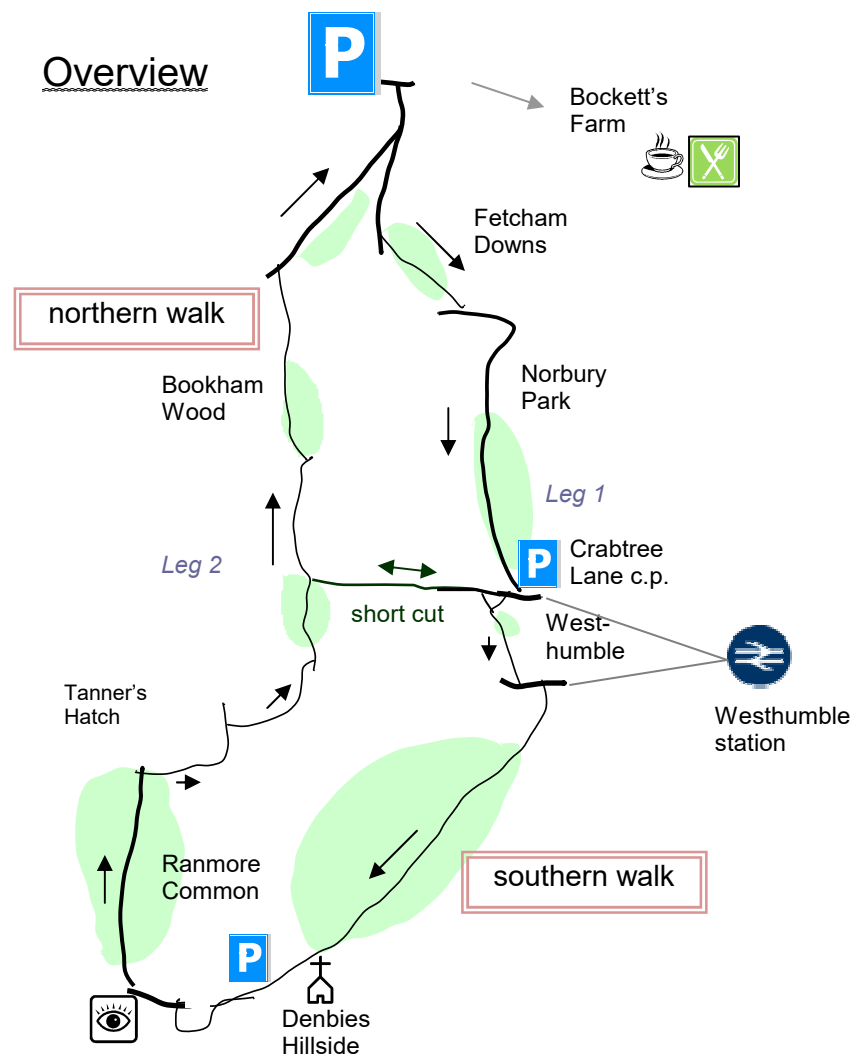 Overview
P
Bockett’s
Farm
Fetcham
Downs
northern walk
Bookham
Wood
Norbury
Park
Leg 1
Leg 2
P
Crabtree
Lane c.p.
short cut
West-
humble
Tanner’s
Hatch
Westhumble
station
Ranmore
Common
southern walk
P
Denbies
Hillside